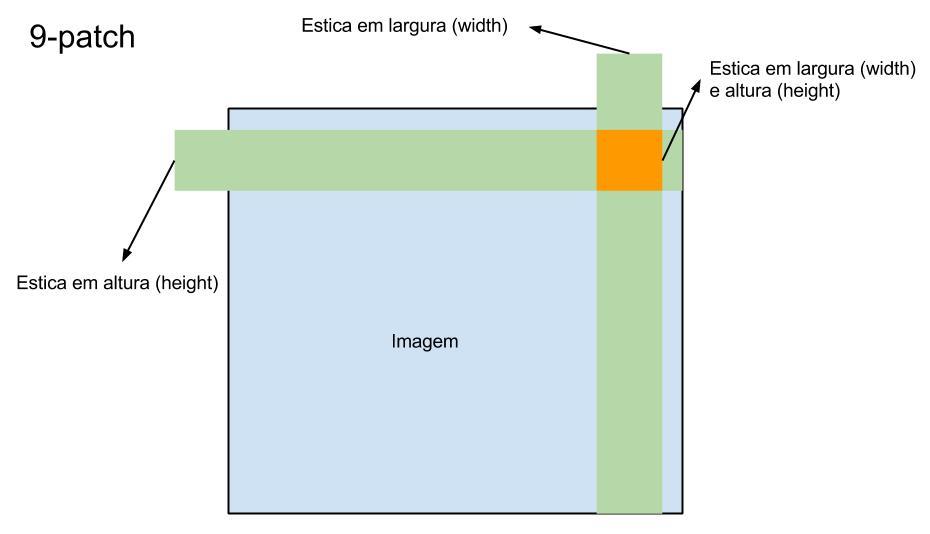 9-patch
Estica em largura (width)
Estica em largura (width)
e altura (height)
Estica em altura (height)
Imagem